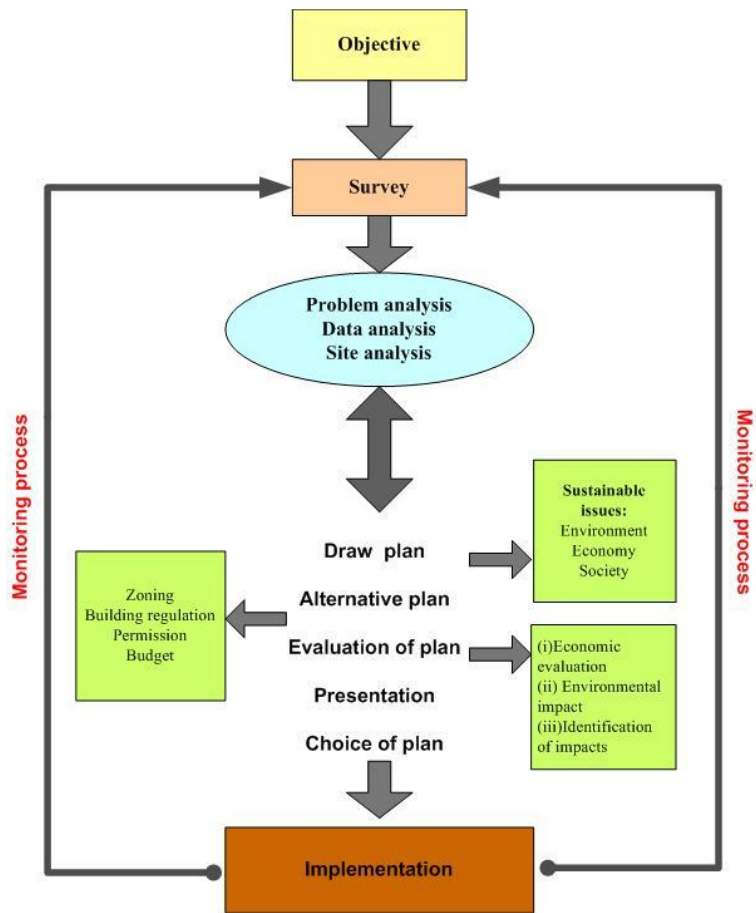 Objective
Survey
Problem analysis
Data analysis
Site analysis
Monitoring process
Monitoring process
Sustainable
issues:
Environment
Economy
Society
Draw plan
Alternative plan
Evaluation of plan
Presentation
Choice of plan
Zoning
Building regulation
Permission
Budget
(i)Economic
evaluation
(ii) Environmental
impact
(iii)Identification
of impacts
Implementation